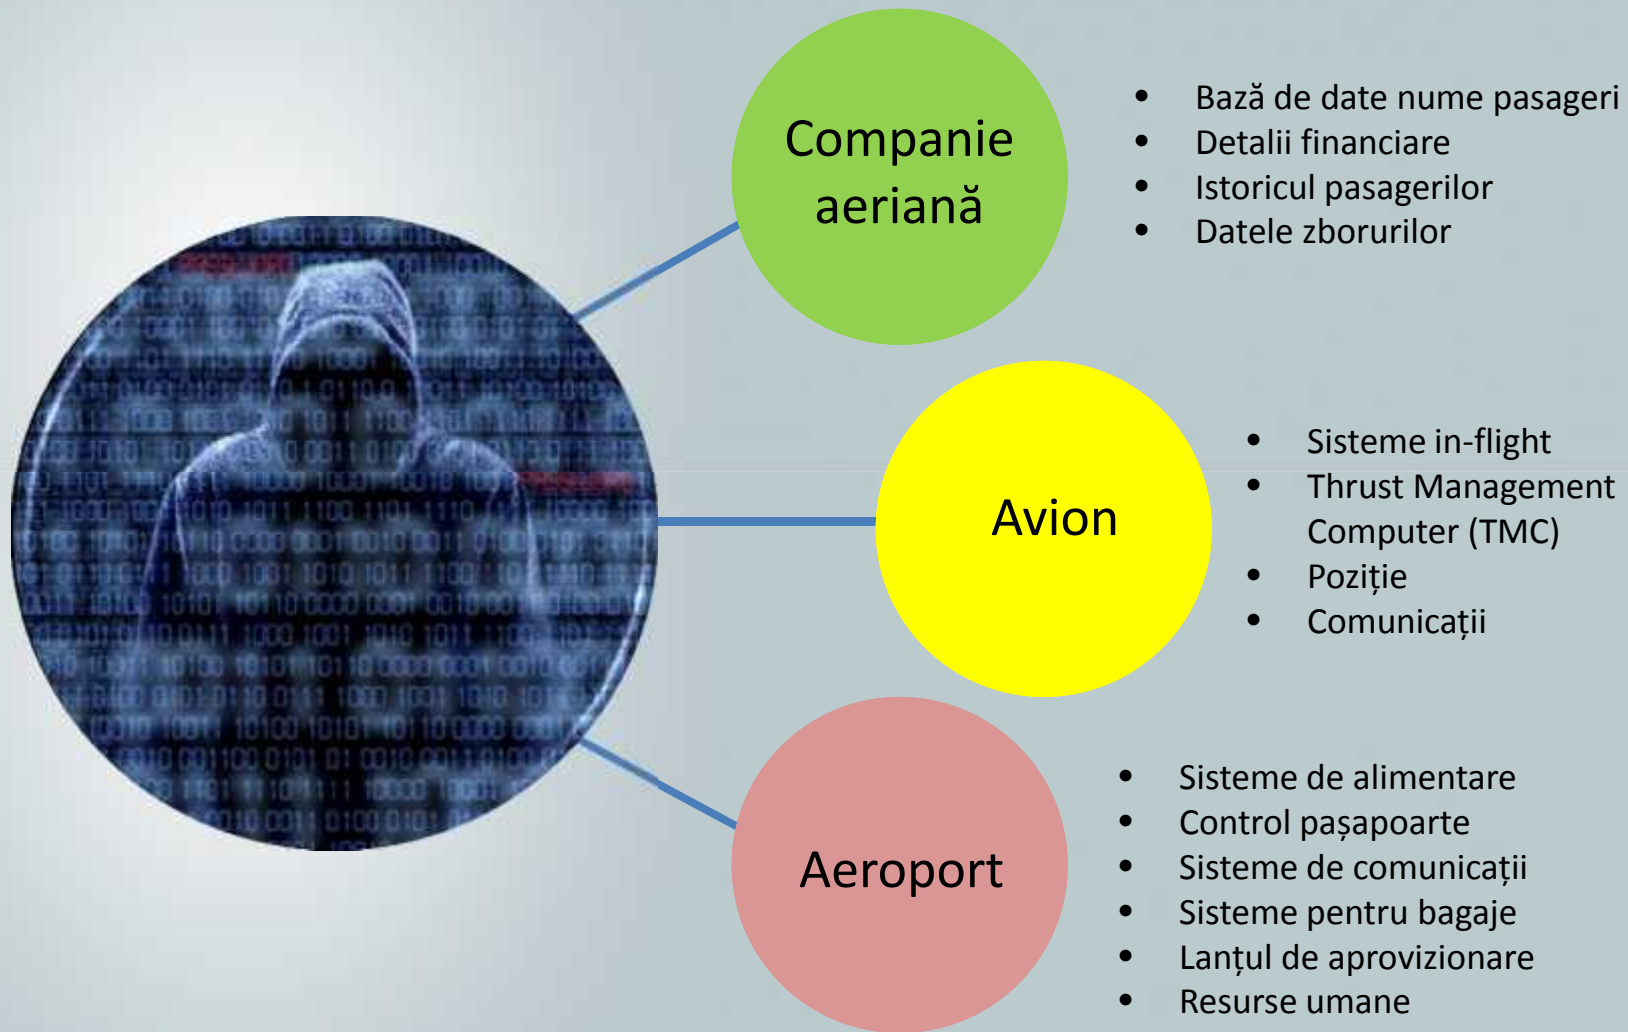 Companie
aeriană
• Bază de date nume pasageri
• Detalii financiare
• Istoricul pasagerilor
• Datele zborurilor
Avion
• Sisteme in-flight
• Thrust Management
Computer (TMC)
• Poziție
• Comunicații
Aeroport
• Sisteme de alimentare
• Control pașapoarte
• Sisteme de comunicații
• Sisteme pentru bagaje
• Lanțul de aprovizionare
• Resurse umane